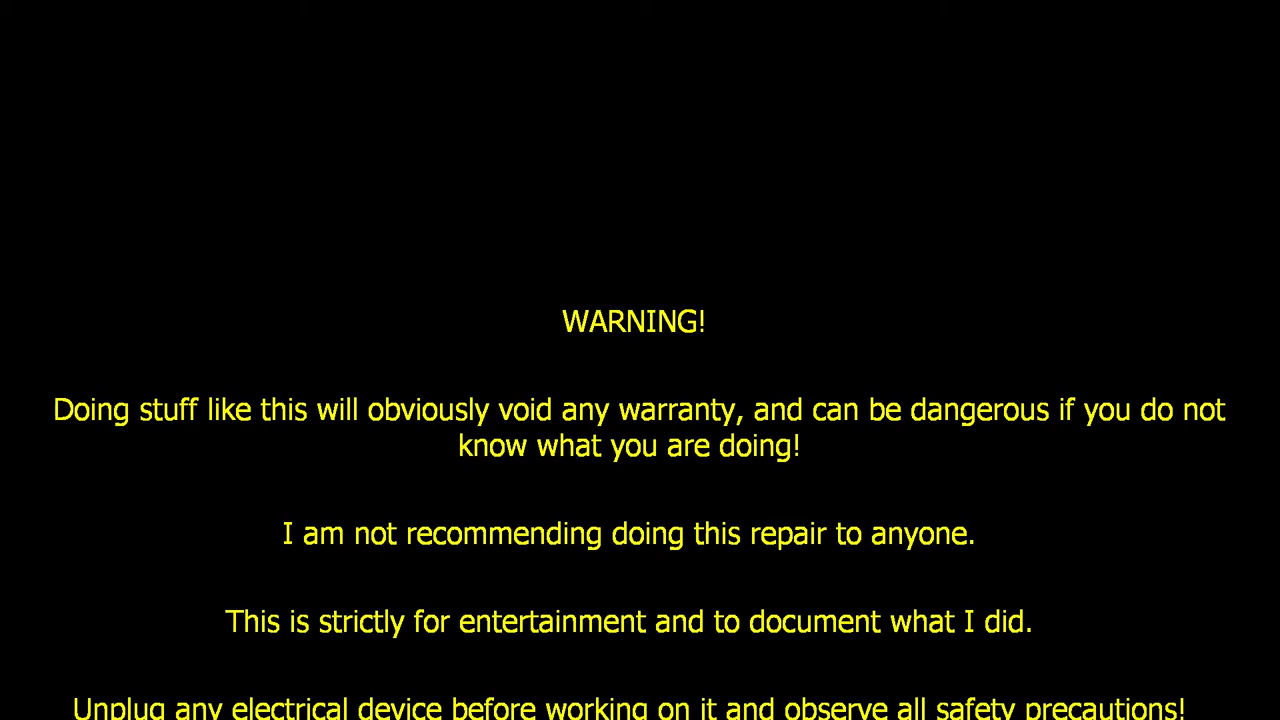 WARNING!
Doing stuff like this will obviously void any warranty, and can be dangerous if you do not
know what you are doing!
I am not recommending doing this repair to anyone.
This is strictly for entertainment and to document what I did.
Unplug any electrical device before working on it and observe all safety precautions!